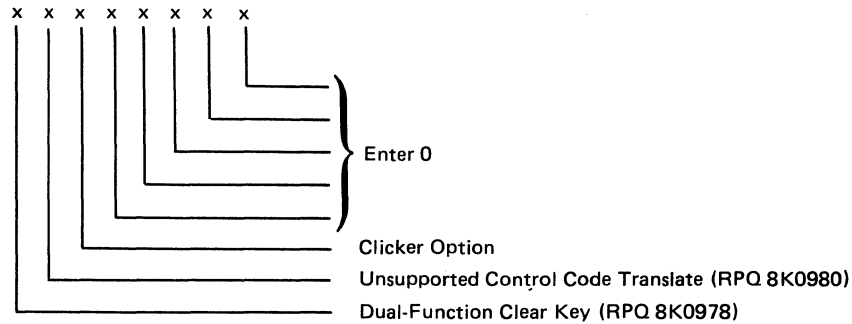 x x x x x x x x
Enter 0
Clicker Option
Unsupported Control Code Translate (RPQ 8K0980)
Dual-Function Clear Key (RPQ 8K0978)